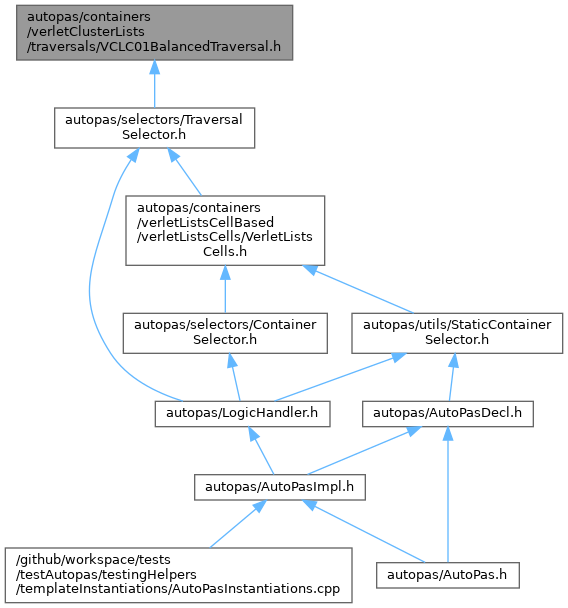 autopas/containers
/verletClusterLists
/traversals/VCLC01BalancedTraversal.h
autopas/selectors/Traversal
Selector.h
autopas/containers
/verletListsCellBased
/verletListsCells/VerletLists
Cells.h
autopas/selectors/Container
Selector.h
autopas/utils/StaticContainer
Selector.h
autopas/LogicHandler.h
autopas/AutoPasDecl.h
autopas/AutoPasImpl.h
/github/workspace/tests
/testAutopas/testingHelpers
/templateInstantiations/AutoPasInstantiations.cpp
autopas/AutoPas.h